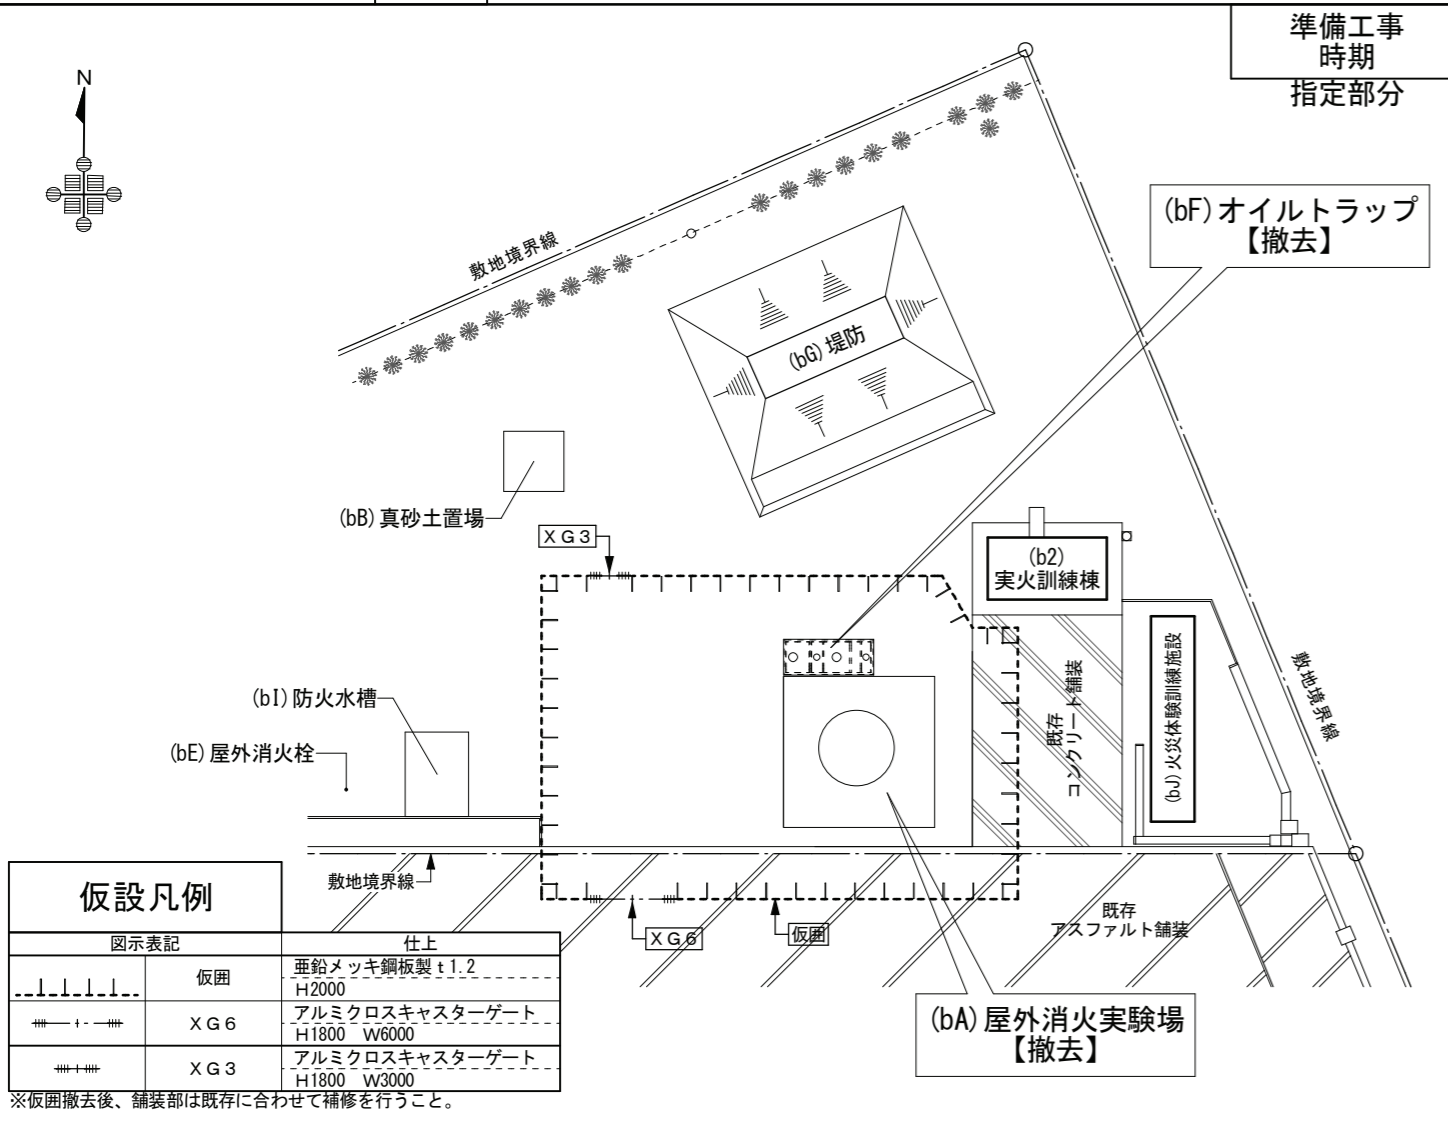 準備工事
時期
指定部分
N
敷地境界線
(bF)オイルトラップ
【撤去】
(bG)堤防
(bB)真砂土置場
XG3
(b2)
実火訓練棟
(bI)防火水槽
(bE)屋外消火栓
既存
コンクリート舗装
(bJ)火災体験訓練施設
敷地境界線
敷地境界線
XG6
仮囲
既存
アスファルト舗装
(bA)屋外消火実験場
【撤去】
仮設凡例
図示表記 仕上
仮囲 亜鉛メッキ鋼板製 t1.2
H2000
XG6 アルミクロスキャスターゲート
H1800 W6000
XG3 アルミクロスキャスターゲート
H1800 W3000
※仮囲撤去後、舗装部は既存に合わせて補修を行うこと。